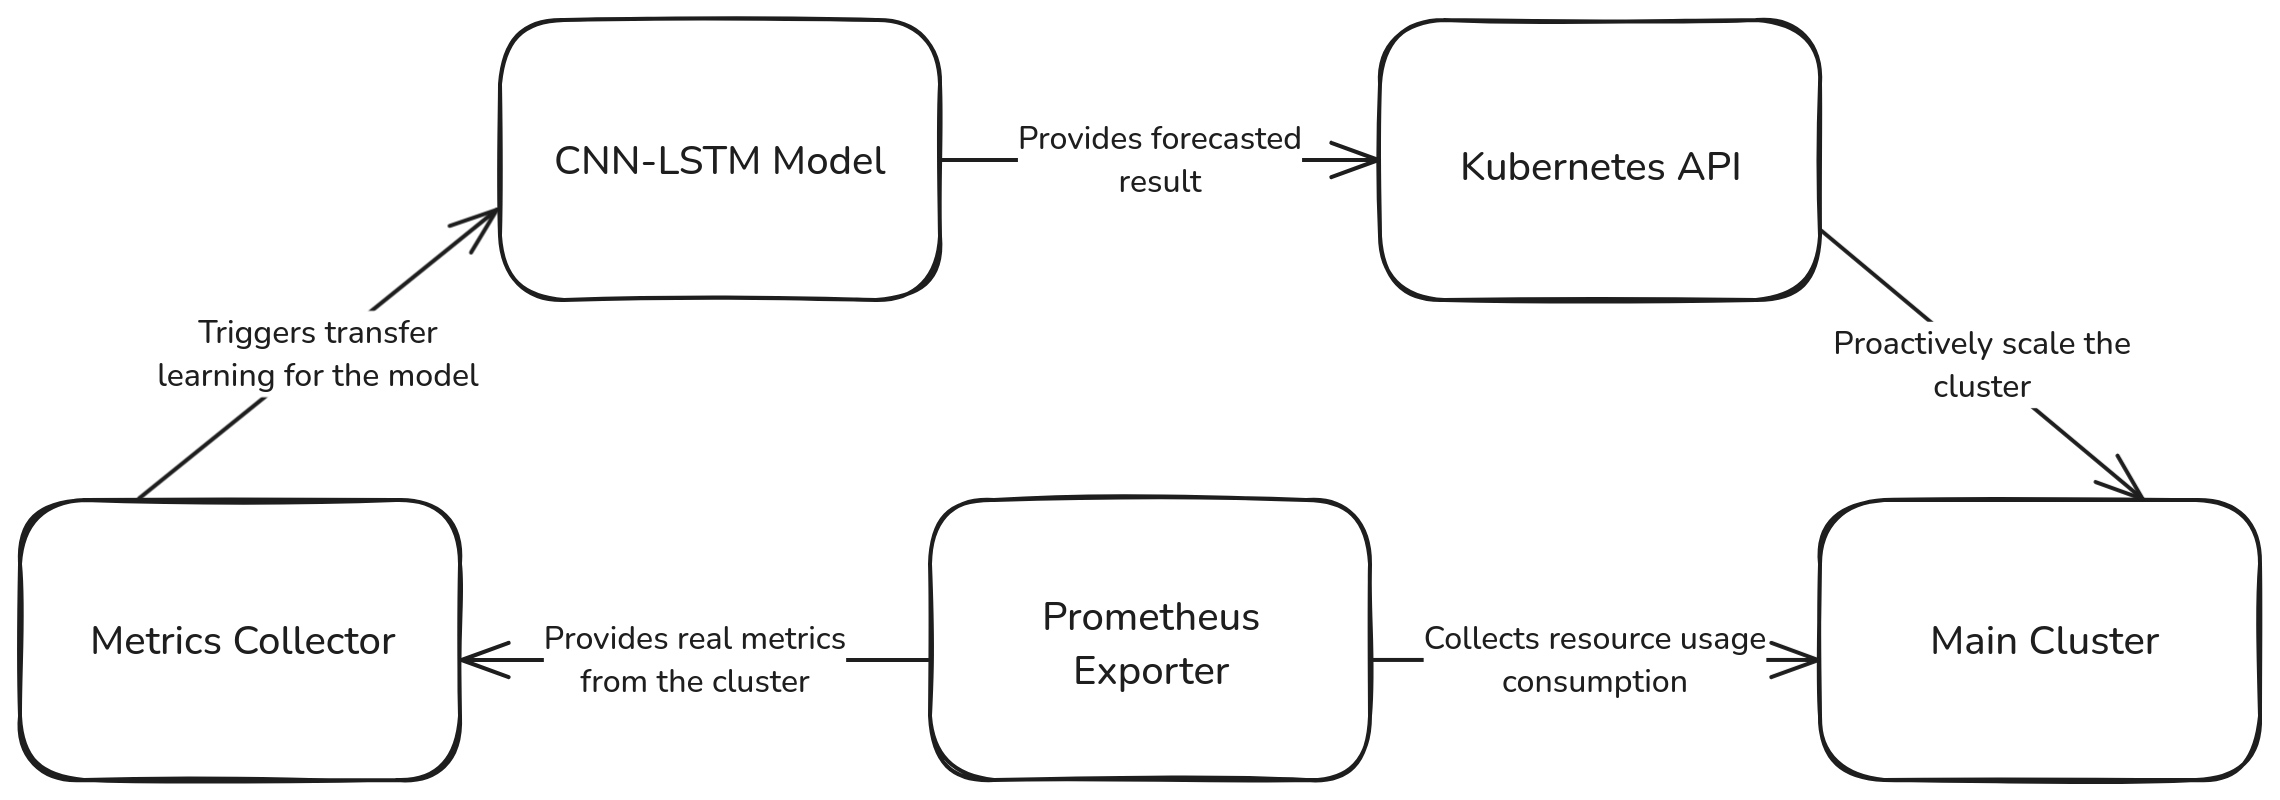 CNN-LSTM Model
Provides forecasted
result
Kubernetes API
Triggers transfer
learning for the model
Proactively scale the
cluster
Metrics Collector
Provides real metrics
from the cluster
Prometheus
Exporter
Collects resource usage
consumption
Main Cluster